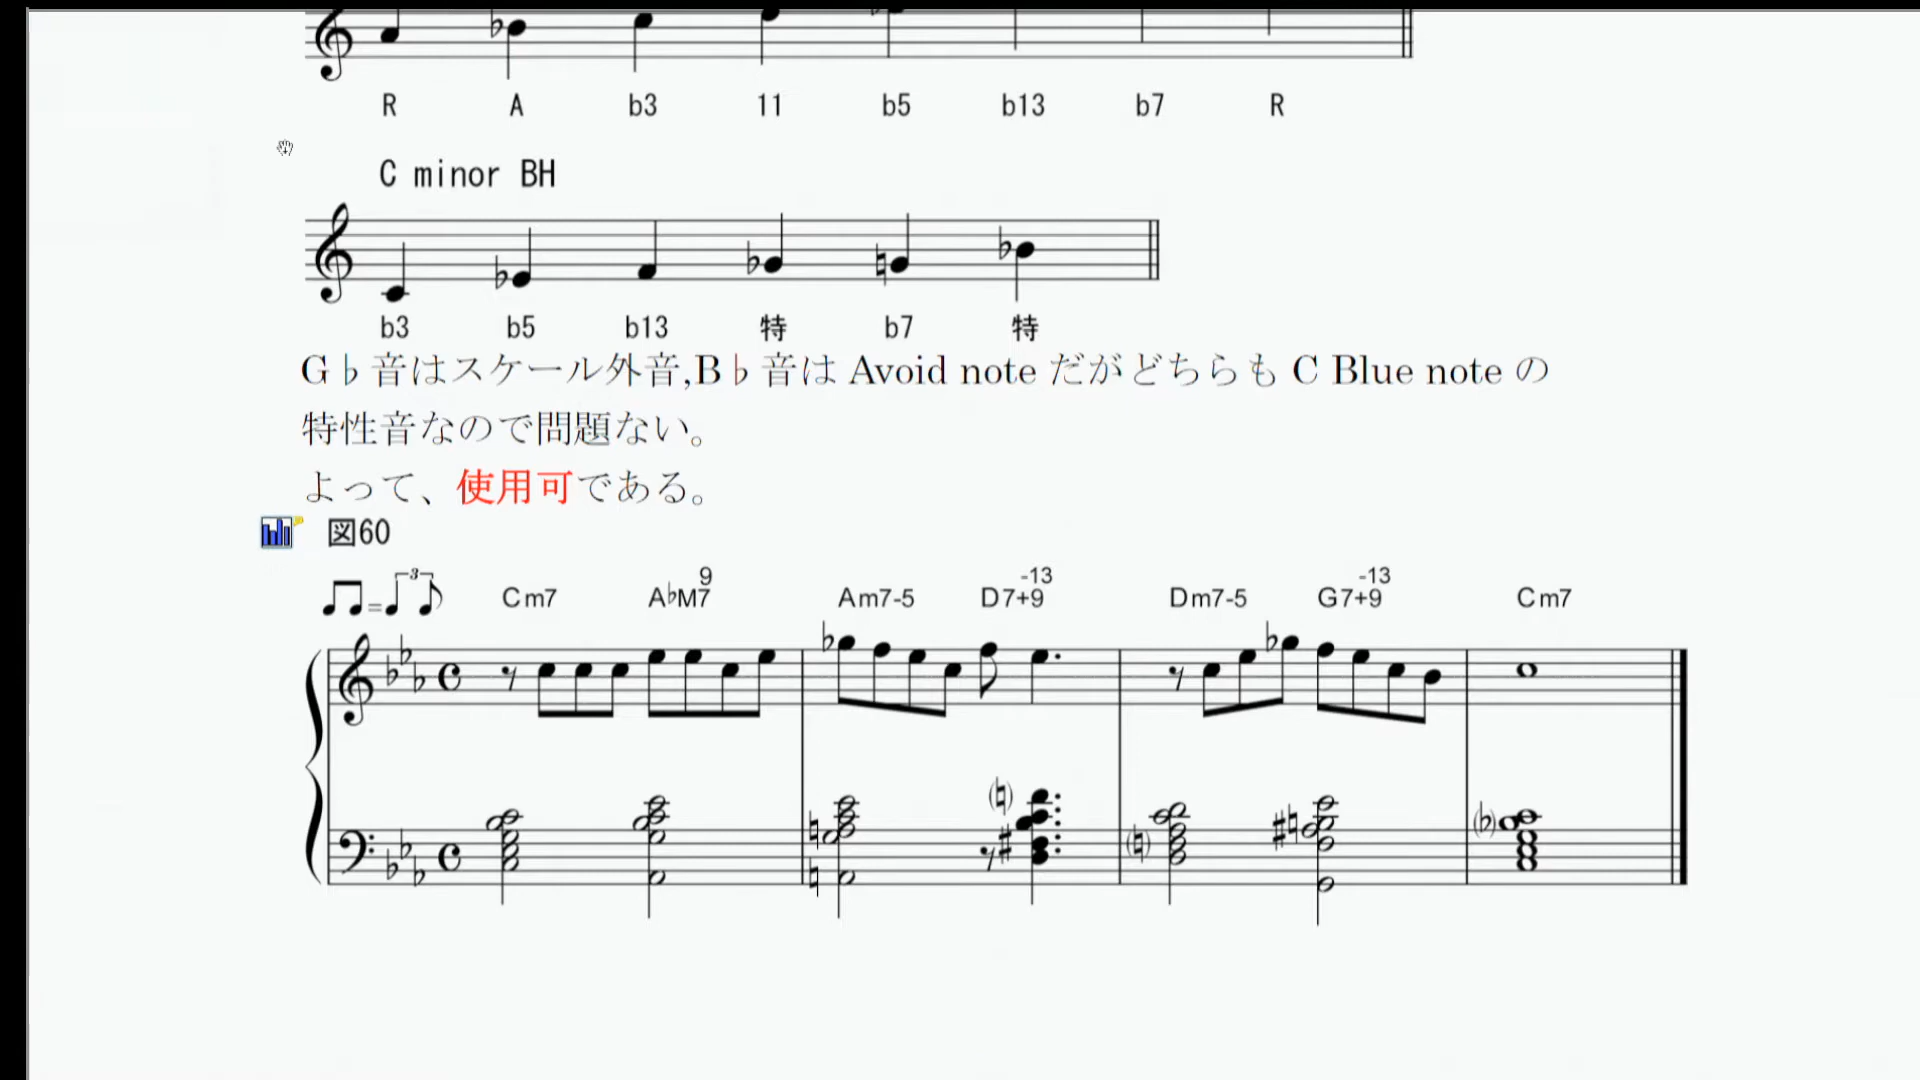 R A b3 11 b5 b13 b7 R
C minor BH
b3 b5 b13 特 b7 特
G♭音はスケール外音,B♭音は Avoid note だがどちらも C Blue note の
特性音なので問題ない。
よって、使用可である。
図60
3 Cm7 A♭M7 9 Am7-5 D7+9 -13 Dm7-5 G7+9 -13 Cm7